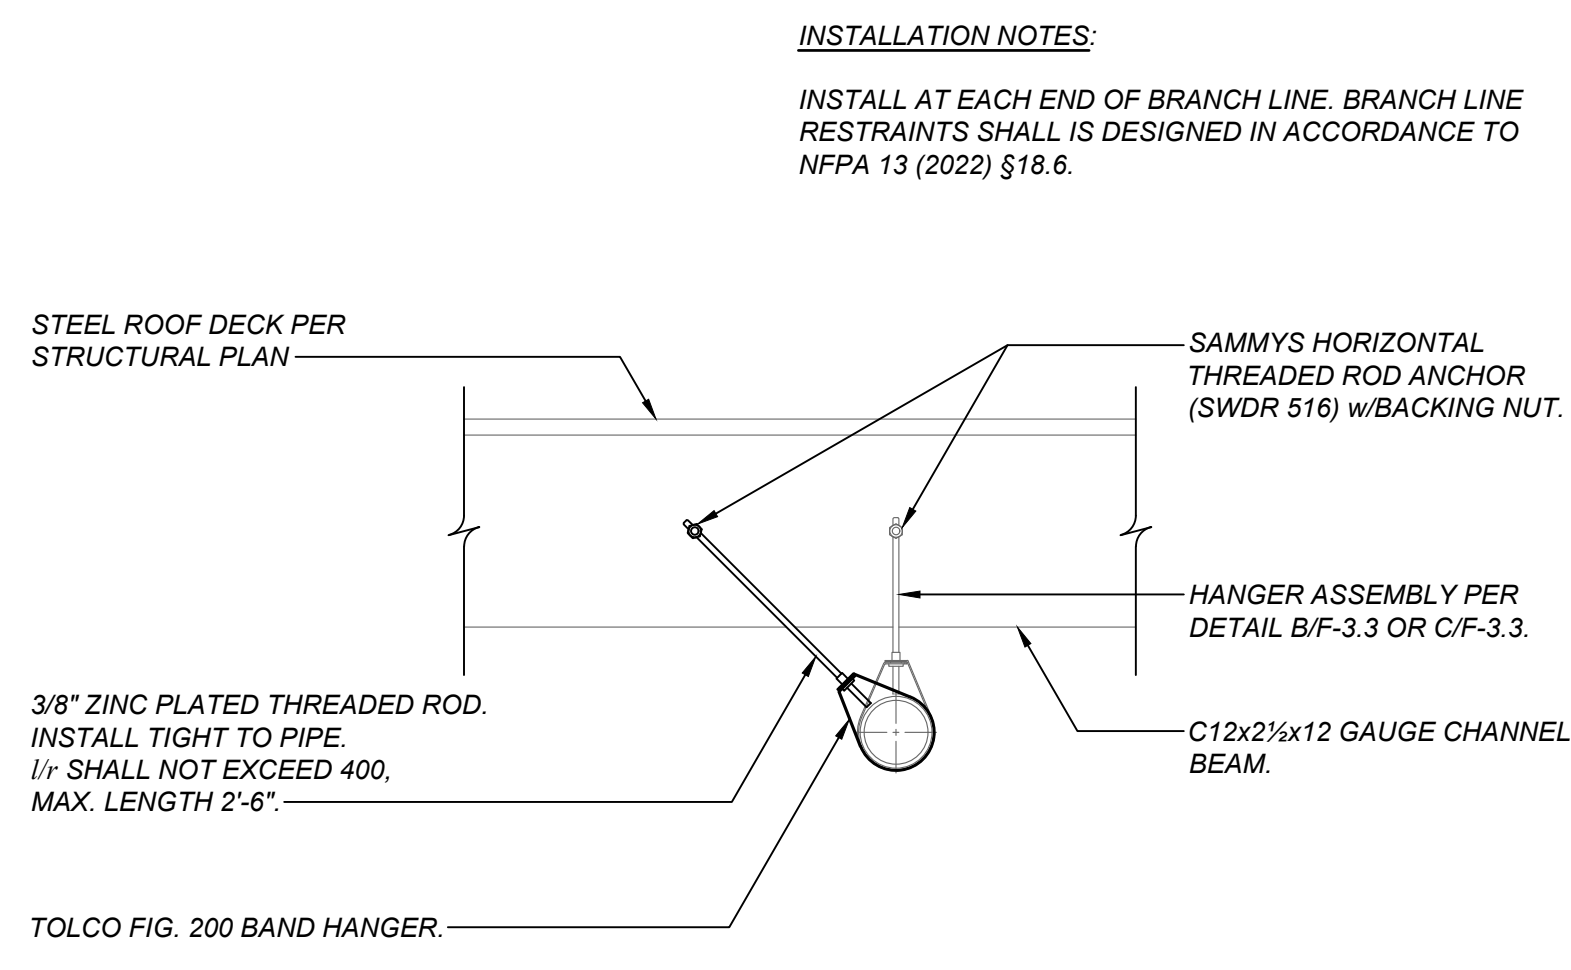 INSTALLATION NOTES:
INSTALL AT EACH END OF BRANCH LINE. BRANCH LINE
RESTRAINTS SHALL IS DESIGNED IN ACCORDANCE TO
NFPA 13 (2022) §18.6.
STEEL ROOF DECK PER
STRUCTURAL PLAN
SAMMYS HORIZONTAL
THREADED ROD ANCHOR
(SWDR 516) w/BACKING NUT.
HANGER ASSEMBLY PER
DETAIL B/F-3.3 OR C/F-3.3.
3/8" ZINC PLATED THREADED ROD.
INSTALL TIGHT TO PIPE.
l/r SHALL NOT EXCEED 400,
MAX. LENGTH 2'-6".
C12x2½x12 GAUGE CHANNEL
BEAM.
TOLCO FIG. 200 BAND HANGER.